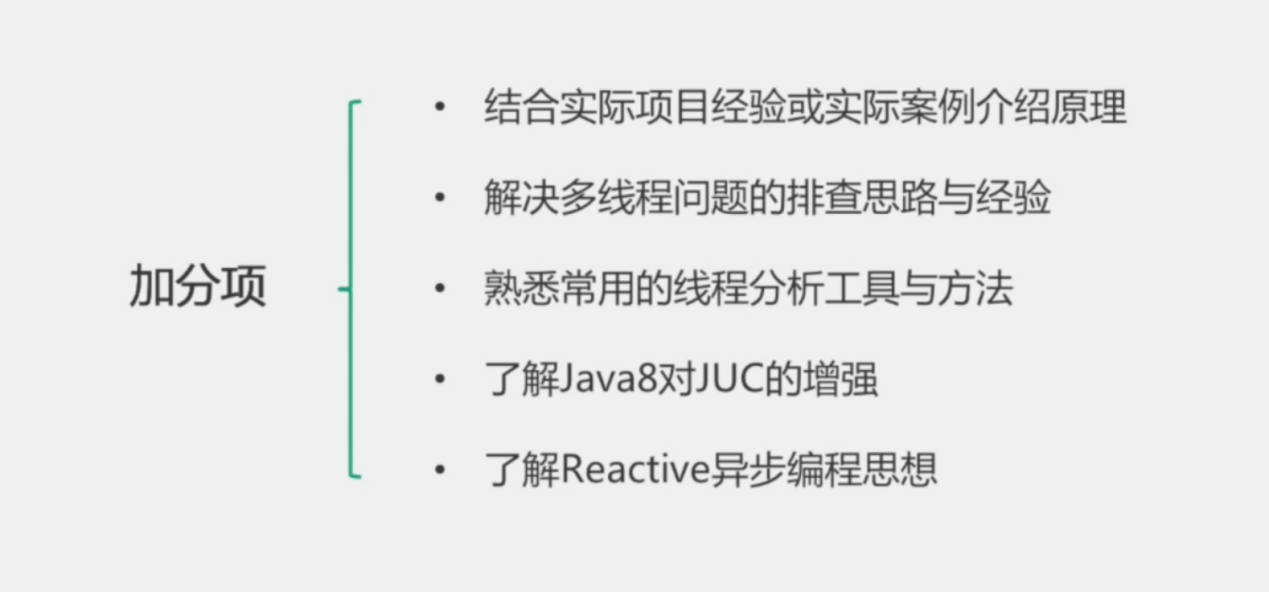 加分项
• 结合实际项目经验或实际案例介绍原理
• 解决多线程问题的排查思路与经验
• 熟悉常用的线程分析工具与方法
• 了解Java8对JUC的增强
• 了解Reactive异步编程思想